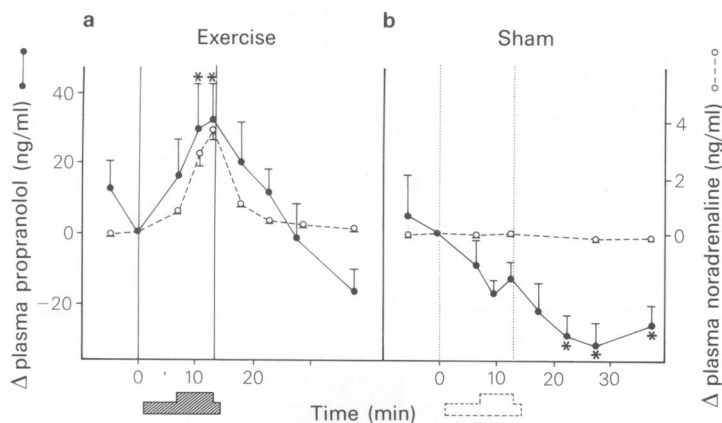 a
Exercise
b
Sham
Δ plasma propranolol (ng/ml)
40
20
0
−20
* *
4
2
0
* * *
Δ plasma noradrenaline (ng/ml)
0 10 20
0 10 20 30
Time (min)